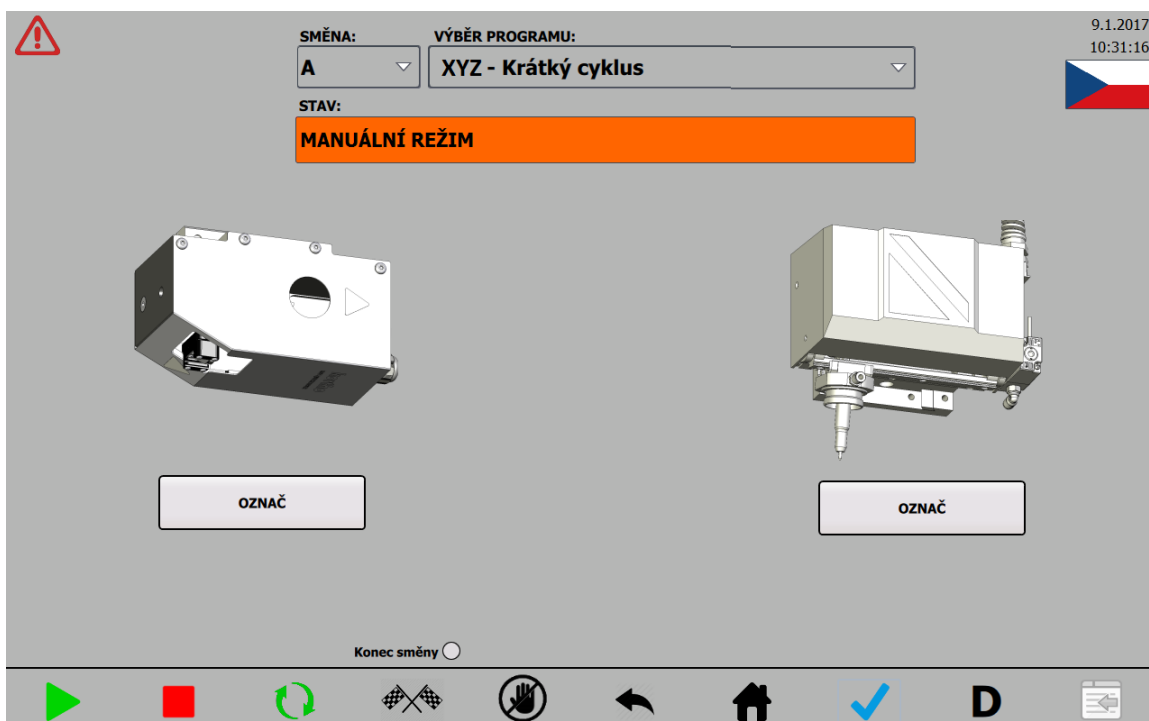 9.1.2017
10:31:16
SMĚNA:
VÝBĚR PROGRAMU:
A
XYZ - Krátký cyklus
STAV:
MANUÁLNÍ REŽIM
OZNAČ
OZNAČ
Konec směny
D